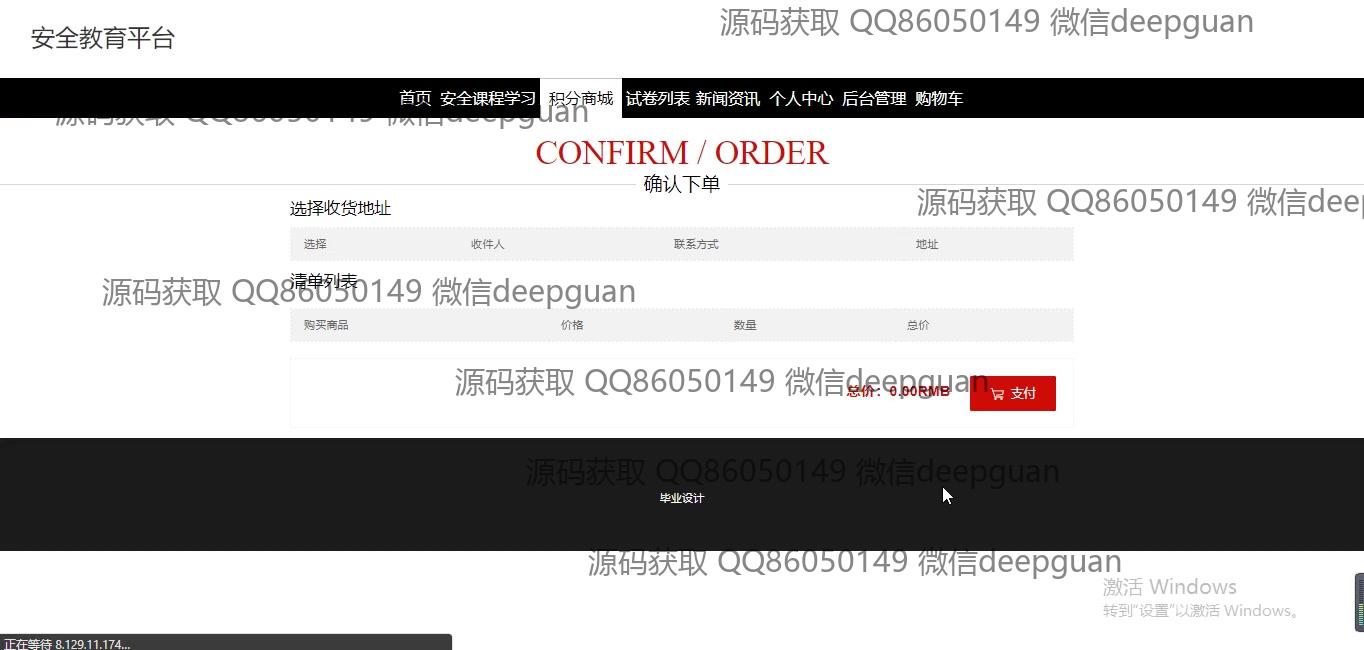 源码获取 QQ86050149 微信deepguan
安全教育平台
首页 安全课程学习 积分商城 试卷列表 新闻资讯 个人中心 后台管理 购物车
源码获取 QQ86050149 微信deepguan
CONFIRM / ORDER
确认下单
源码获取 QQ86050149 微信deep
选择收货地址
选择 收件人 联系方式 地址
清单列表
源码获取 QQ86050149 微信deepguan
购买商品 价格 数量 总价
源码获取 QQ86050149 微信deepguan
总价：0.00RMB 支付
源码获取 QQ86050149 微信deepguan
毕业设计
源码获取 QQ86050149 微信deepguan
激活 Windows
转到“设置”以激活 Windows。
正在等待 8.129.11.174...